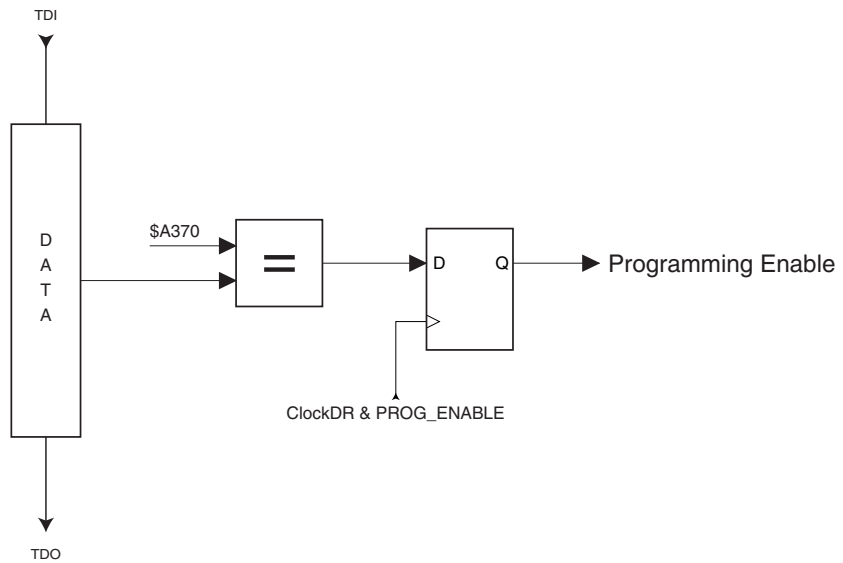 TDI
D
A
T
A
$A370
=
D
Q
Programming Enable
ClockDR & PROG_ENABLE
TDO